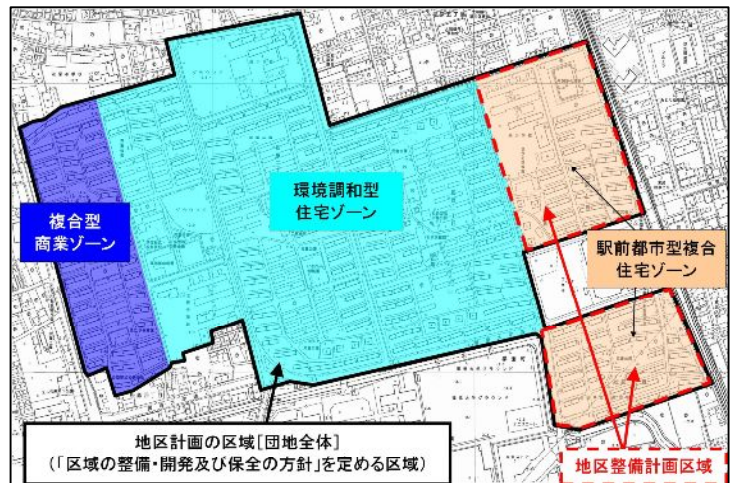 複合型
商業ゾーン
環境調和型
住宅ゾーン
駅前都市型複合
住宅ゾーン
地区計画の区域[団地全体]
(「区域の整備・開発及び保全の方針」を定める区域)
地区整備計画区域